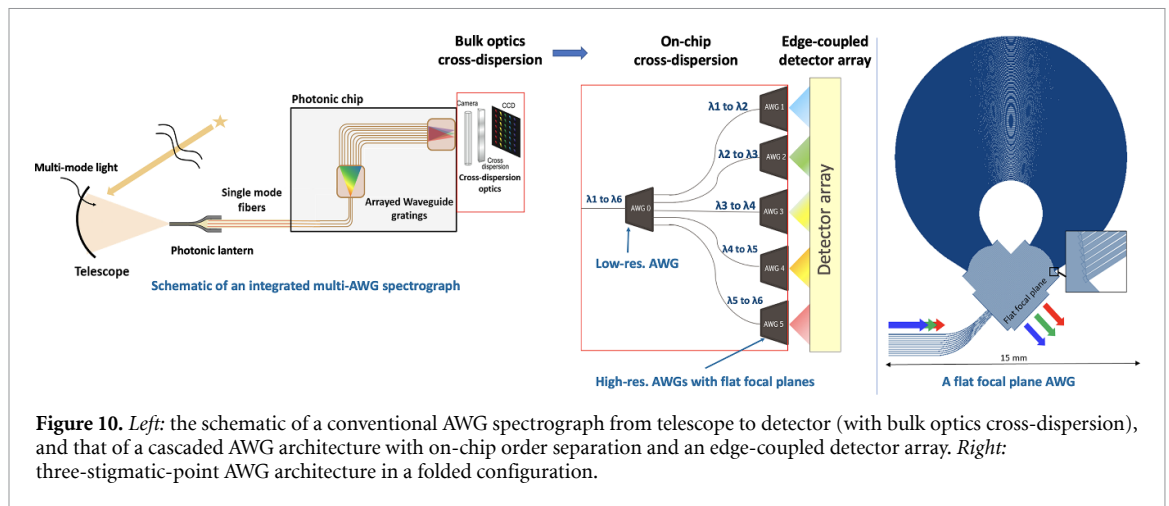 Bulk optics
cross-dispersion
On-chip
cross-dispersion
Edge-coupled
detector array
Multi-mode light
Telescope
Photonic lantern
Single mode
fibers
Photonic chip
Arrayed Waveguide
gratings
Camera
CCD
Cross
dispersion
Cross-dispersion
optics
Schematic of an integrated multi-AWG spectrograph
λ1 to λ6
AWG 0
Low-res. AWG
λ1 to λ2
λ2 to λ3
λ3 to λ4
λ4 to λ5
λ5 to λ6
AWG 1
AWG 2
AWG 3
AWG 4
AWG 5
Detector array
High-res. AWGs with flat focal planes
Flat focal plane
15 mm
A flat focal plane AWG
Figure 10. Left: the schematic of a conventional AWG spectrograph from telescope to detector (with bulk optics cross-dispersion),
and that of a cascaded AWG architecture with on-chip order separation and an edge-coupled detector array. Right:
three-stigmatic-point AWG architecture in a folded configuration.